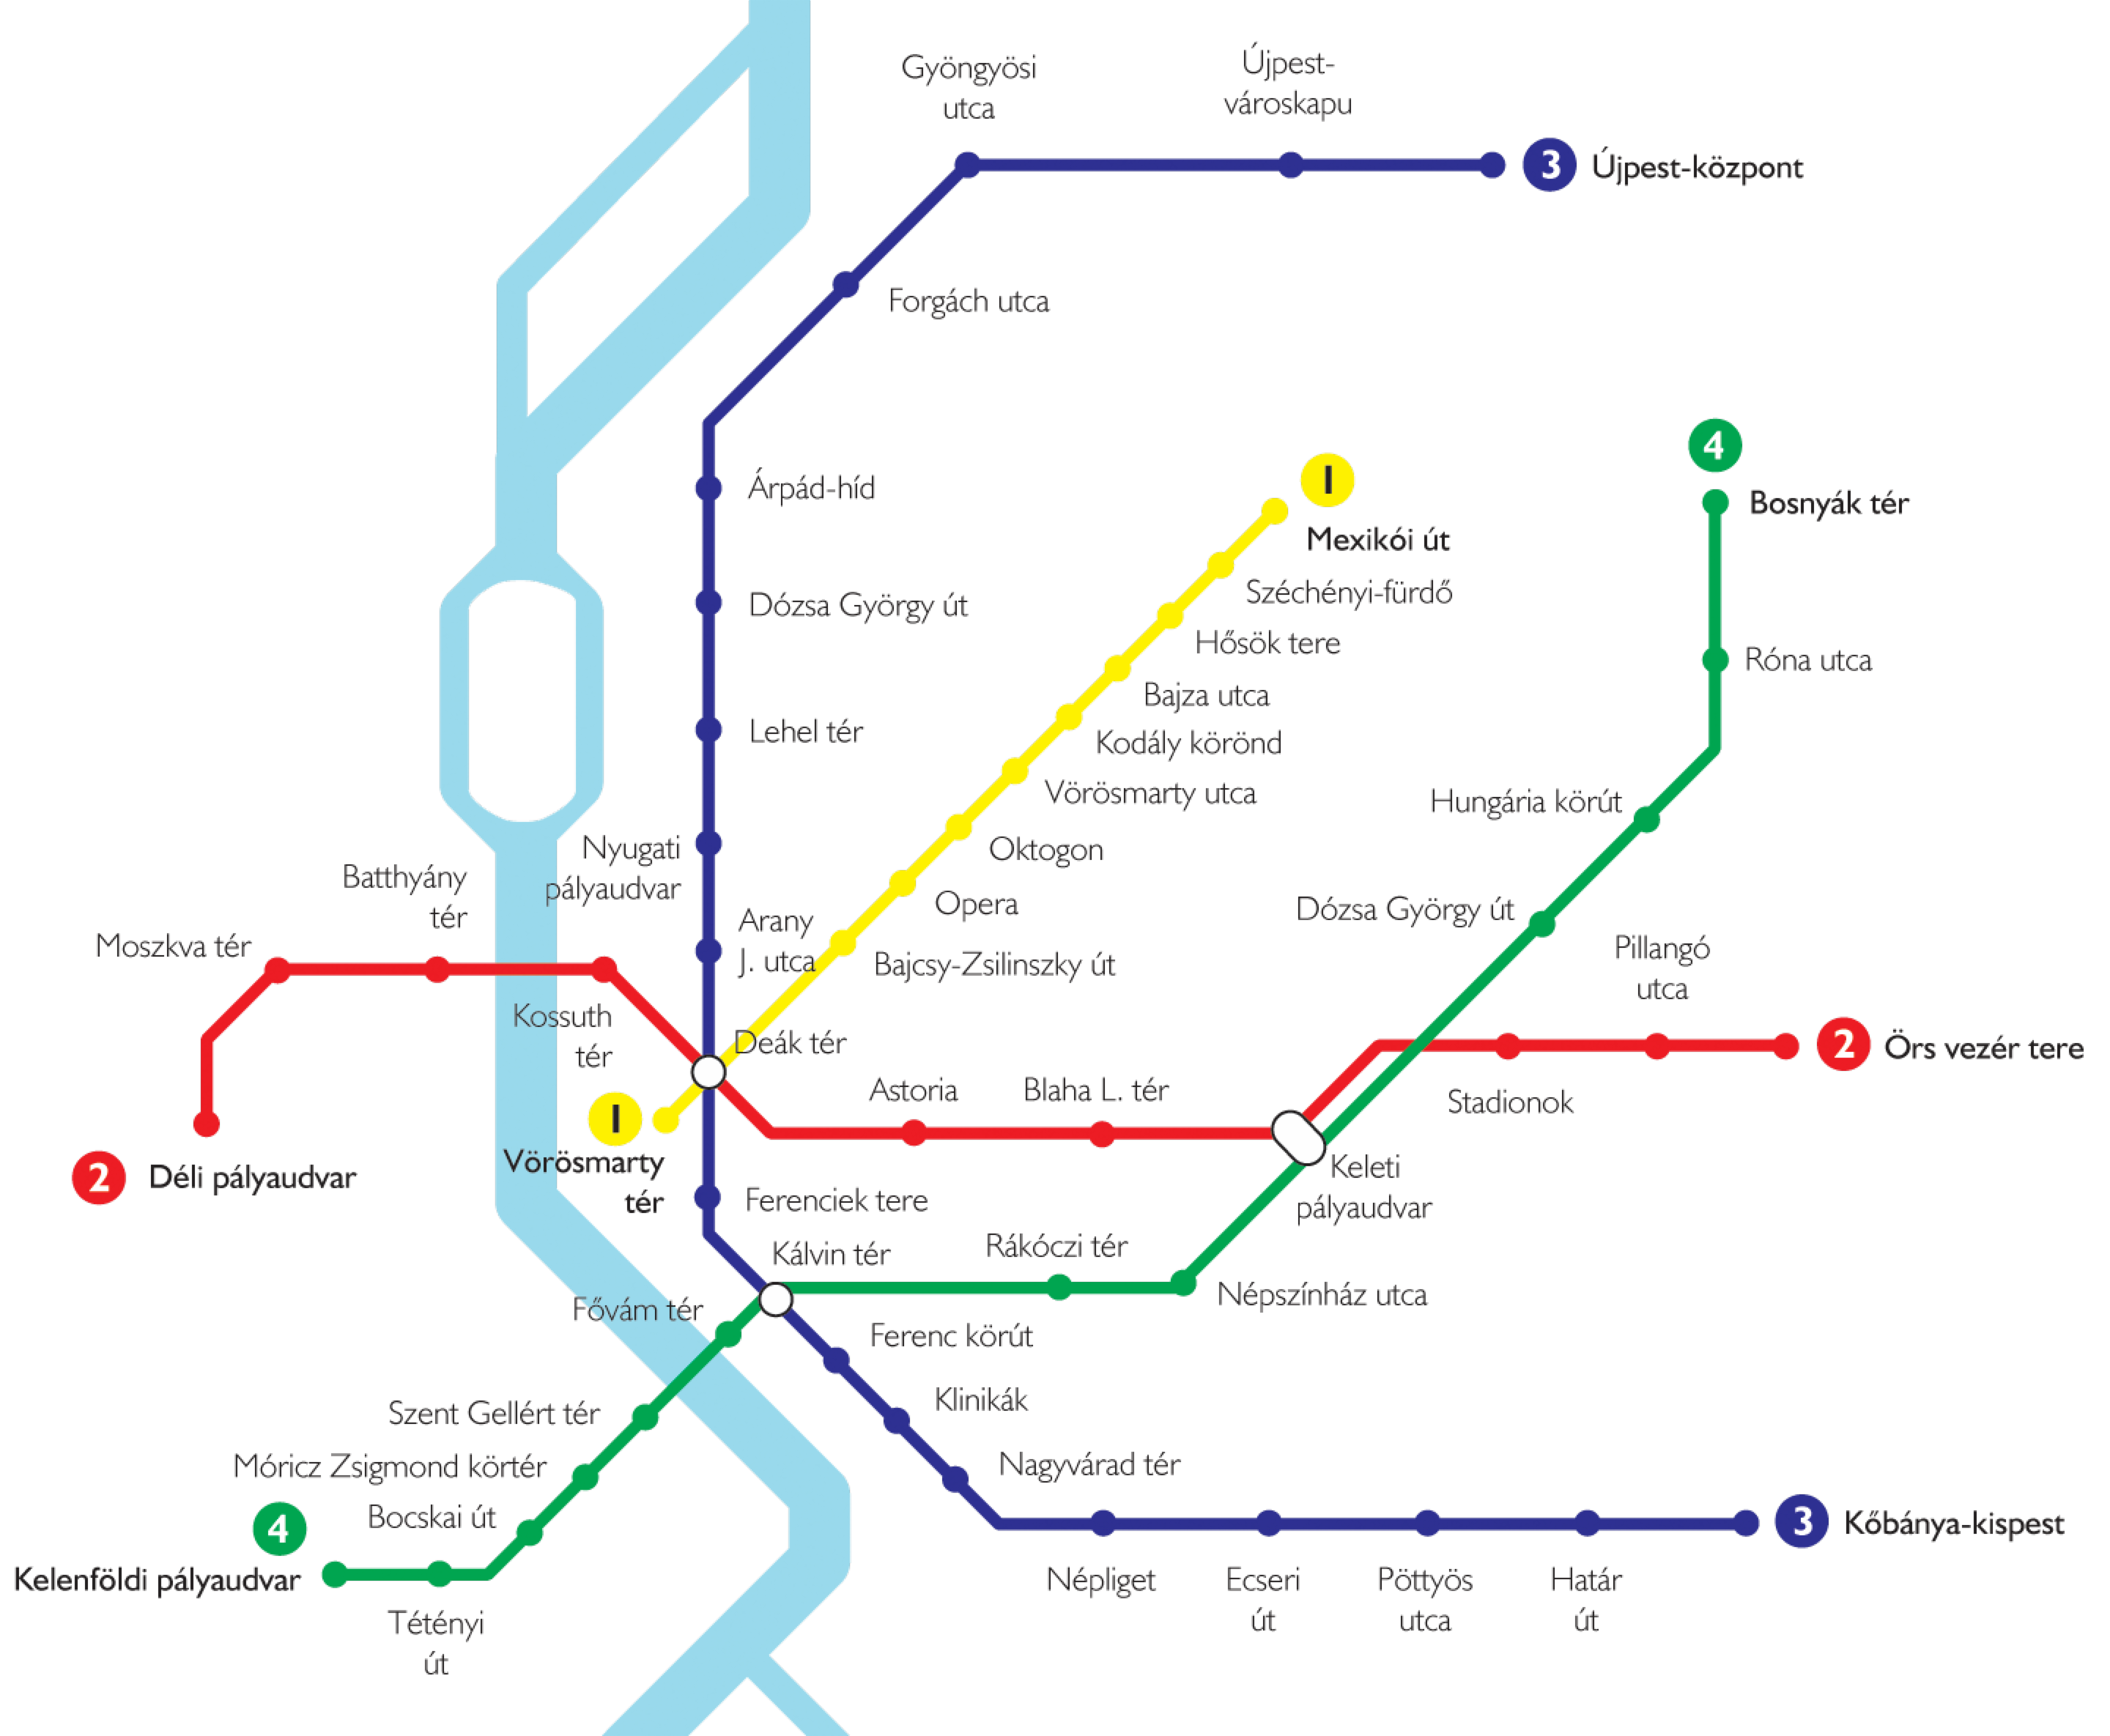 Gyöngyösi
utca
Újpest-
városkapu
3 Újpest-központ
Forgách utca
4
Bosnyák tér
1
Mexikói út
Árpád-híd
Széchényi-fürdő
Dózsa György út
Hősök tere
Róna utca
Bajza utca
Lehel tér
Kodály körönd
Vörösmarty utca
Hungária körút
Nyugati
pályaudvar
Oktogon
Batthyány
tér
Opera
Dózsa György út
Arany
J. utca
Moszkva tér
Bajcsy-Zsilinszky út
Pillangó
utca
Kossuth
tér
Deák tér
2 Örs vezér tere
Astoria
Blaha L. tér
Stadionok
1
Vörösmarty
tér
2 Déli pályaudvar
Keleti
pályaudvar
Ferenciek tere
Kálvin tér
Rákóczi tér
Népszínház utca
Fővám tér
Ferenc körút
Klinikák
Szent Gellért tér
Móricz Zsigmond körtér
Nagyvárad tér
Bocskai út
4
Kelenföldi pályaudvar
3 Kőbánya-kispest
Tétényi
út
Népliget
Ecseri
út
Pöttyös
utca
Határ
út